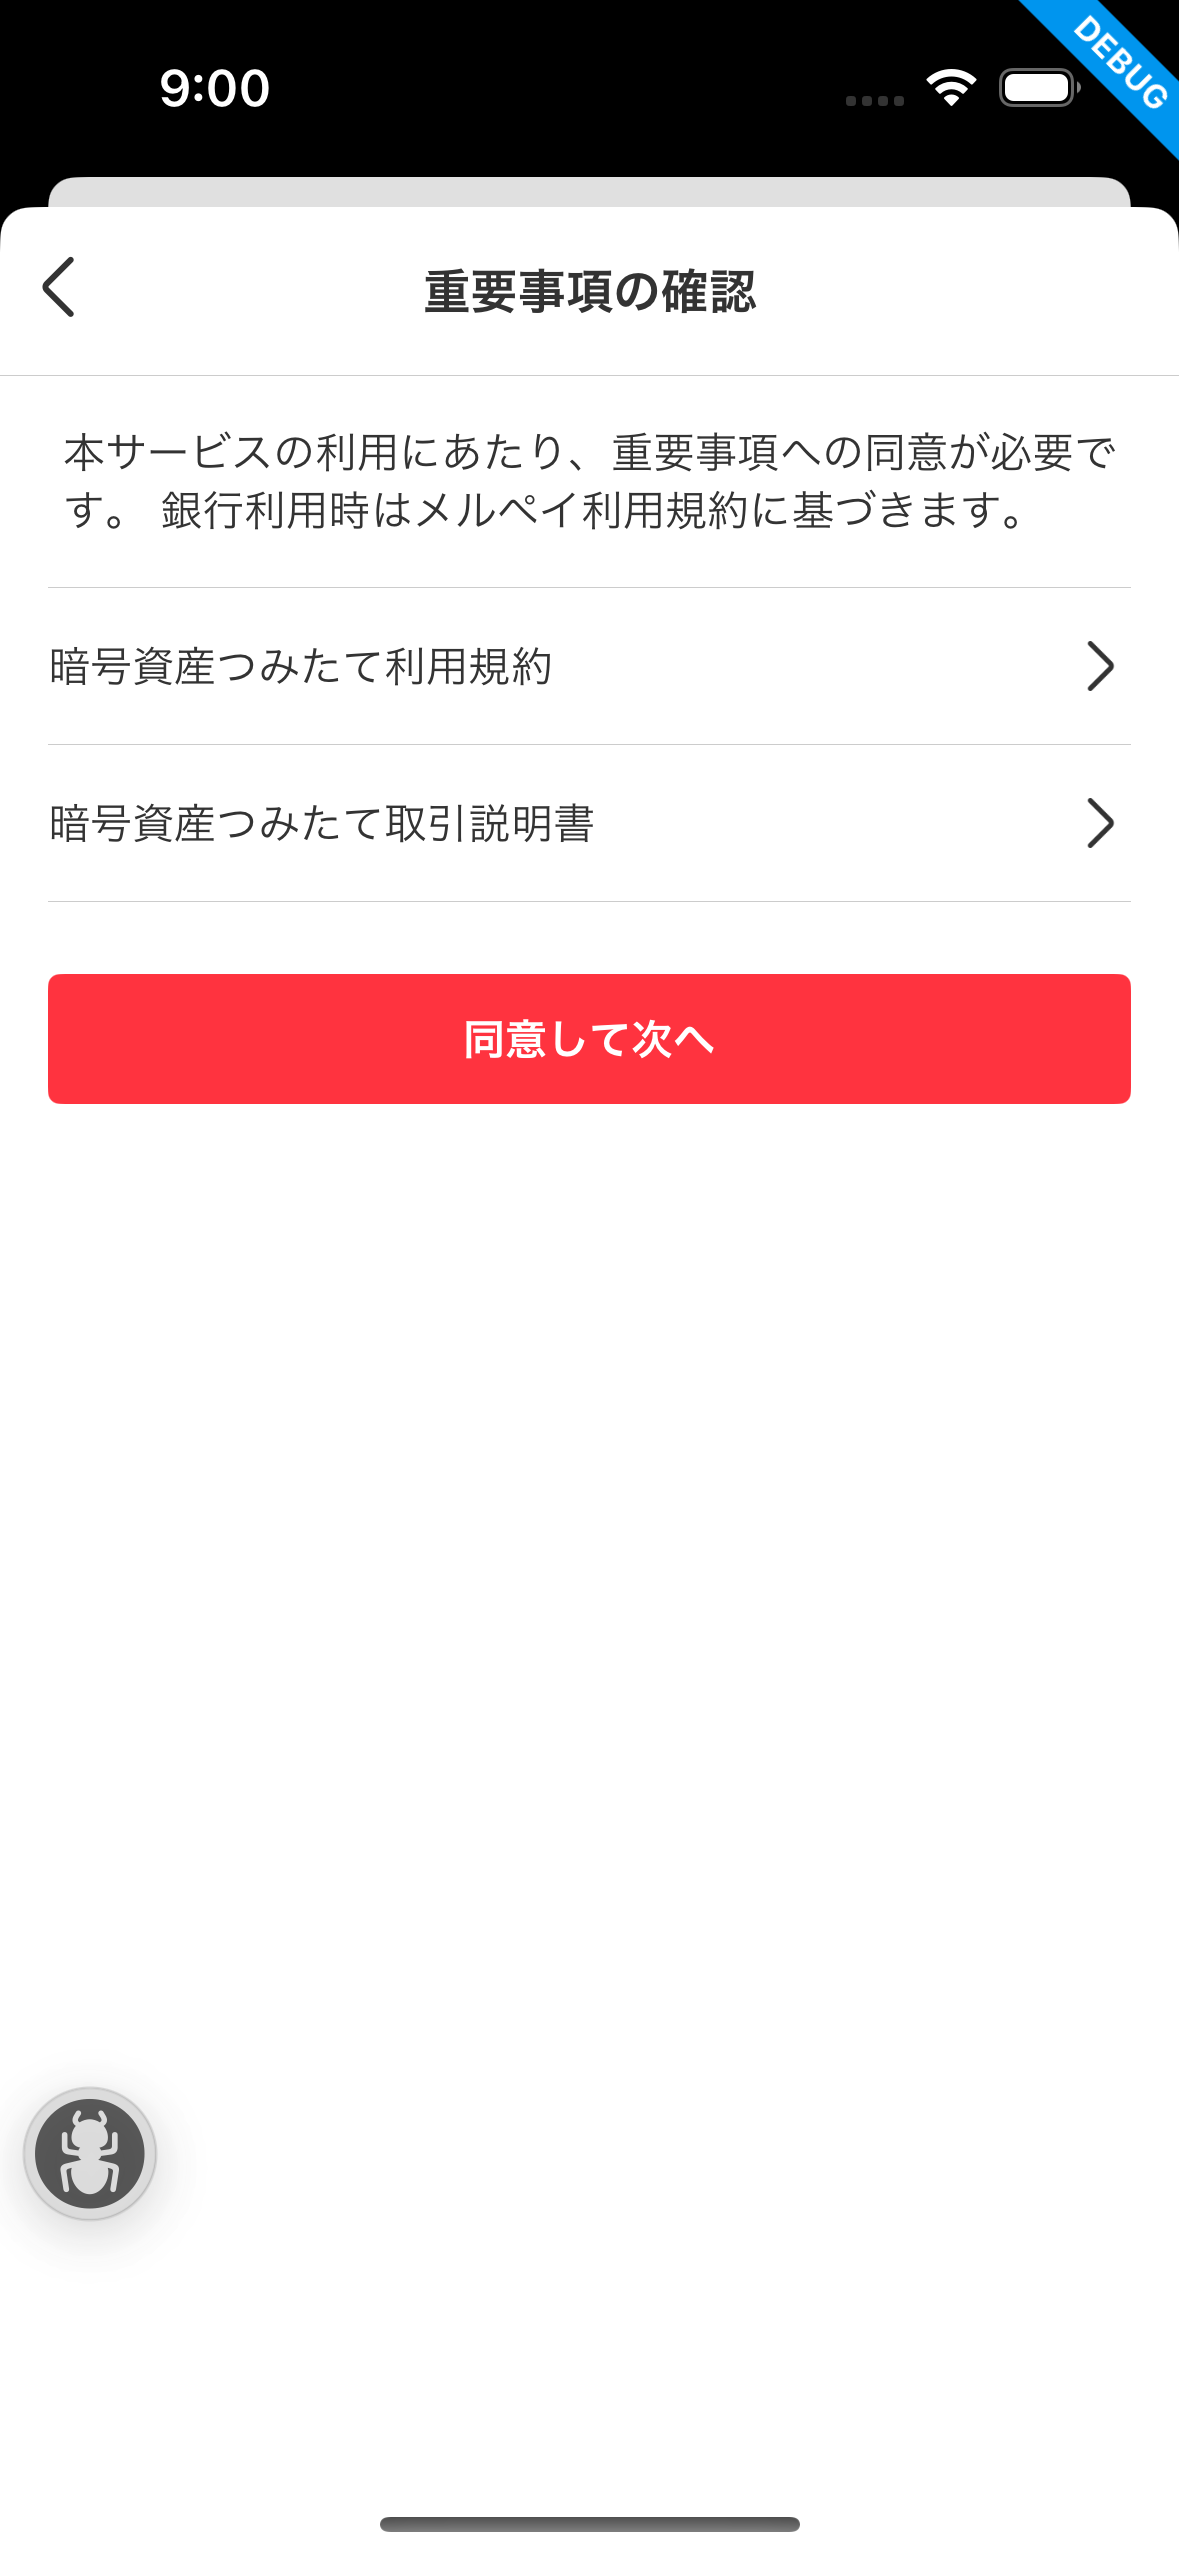 9:00
DEBUG
重要事項の確認
本サービスの利用にあたり、重要事項への同意が必要で
す。 銀行利用時はメルペイ利用規約に基づきます。
暗号資産つみたて利用規約
暗号資産つみたて取引説明書
同意して次へ